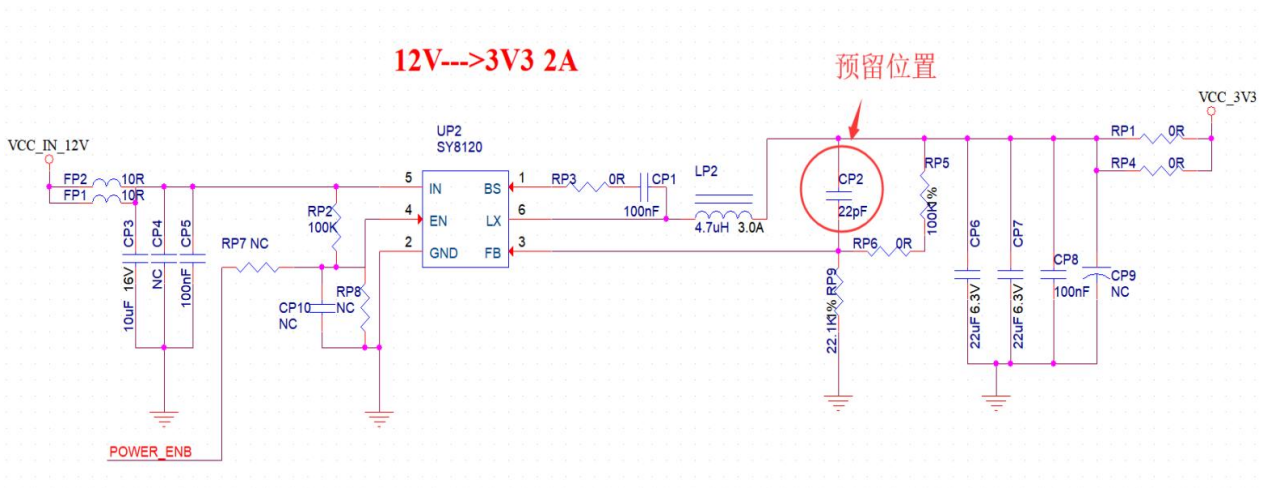 12V--->3V3 2A
预留位置
VCC_3V3
VCC_IN_12V
UP2
SY8120
FP2 10R
FP1 10R
5 IN
BS 1
4 EN
LX 6
2 GND
FB 3
RP3 0R
CP1
100nF
LP2
4.7uH 3.0A
CP2
22pF
RP5
100K 1%
RP6 0R
RP1 0R
RP4 0R
RP2
100K
RP7 NC
CP3
10uF 16V
CP4
NC
CP5
100nF
CP10
NC
RP8
NC
RP9
22.1K 1%
CP6
22uF 6.3V
CP7
22uF 6.3V
CP8
100nF
CP9
NC
POWER_ENB